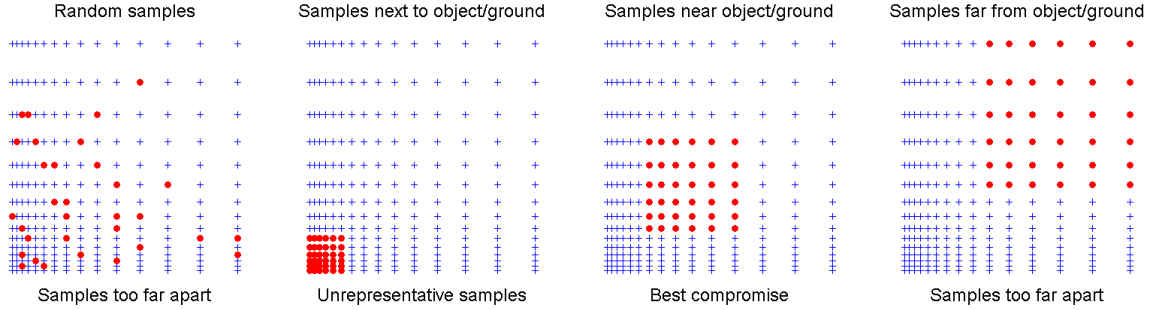 Random samples
Samples next to object/ground
Samples near object/ground
Samples far from object/ground
Samples too far apart
Unrepresentative samples
Best compromise
Samples too far apart